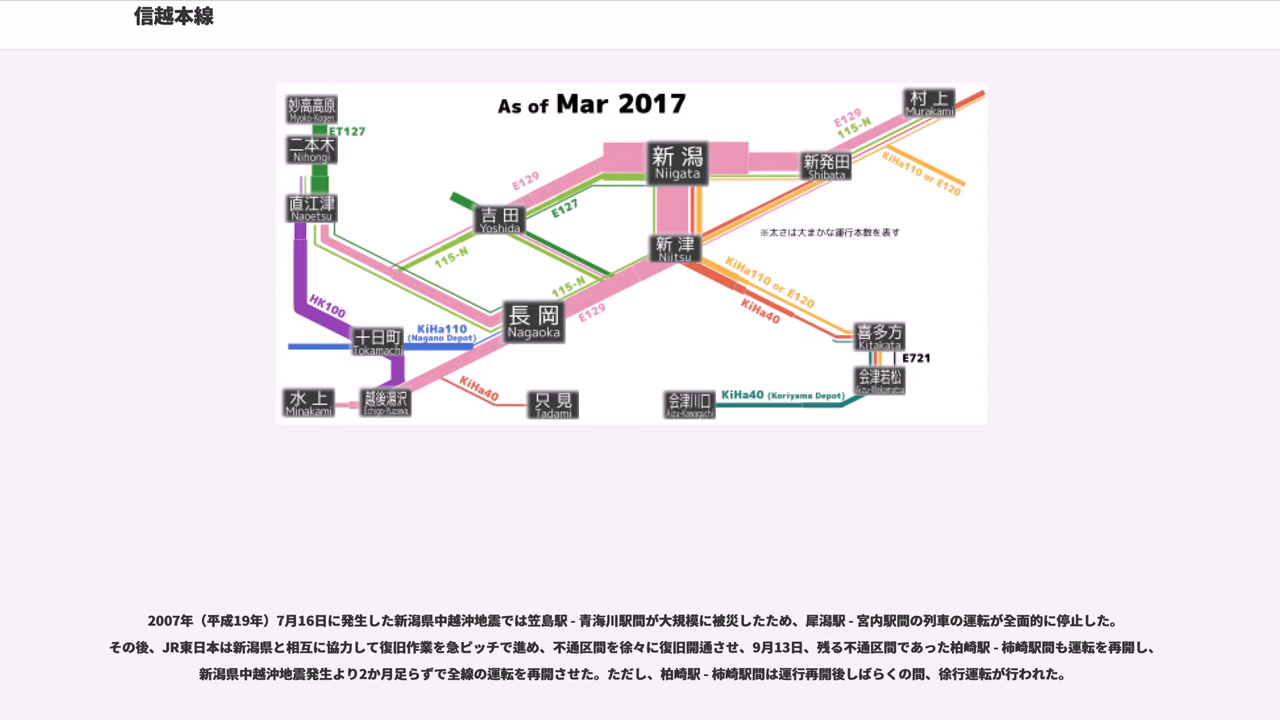 信越本線
As of Mar 2017
妙高高原
Myoko-Kogen
ET127
二本木
Nihongi
直江津
Naoetsu
HK100
十日町
Tokamachi
KiHa110
(Nagano Depot)
水上
Minakami
越後湯沢
Echigo-Yuzawa
KiHa40
只見
Tadami
長岡
Nagaoka
115-N
E129
115-N
吉田
Yoshida
E129
E127
新潟
Niigata
新津
Niitsu
新発田
Shibata
E129
115-N
村上
Murakami
KiHa110 or E120
※太さは大まかな運行本数を表す
KiHa110 or E120
KiHa40
喜多方
Kitakata
E721
会津若松
Aizu-Wakamatsu
会津川口
Aizu-Kawaguchi
KiHa40 (Koriyama Depot)
2007年（平成19年）7月16日に発生した新潟県中越沖地震では笠島駅 - 青海川駅間が大規模に被災したため、犀潟駅 - 宮内駅間の列車の運転が全面的に停止した。
その後、JR東日本は新潟県と相互に協力して復旧作業を急ピッチで進め、不通区間を徐々に復旧開通させ、9月13日、残る不通区間であった柏崎駅 - 柿崎駅間も運転を再開し、
新潟県中越沖地震発生より2か月足らずで全線の運転を再開させた。ただし、柏崎駅 - 柿崎駅間は運行再開後しばらくの間、徐行運転が行われた。